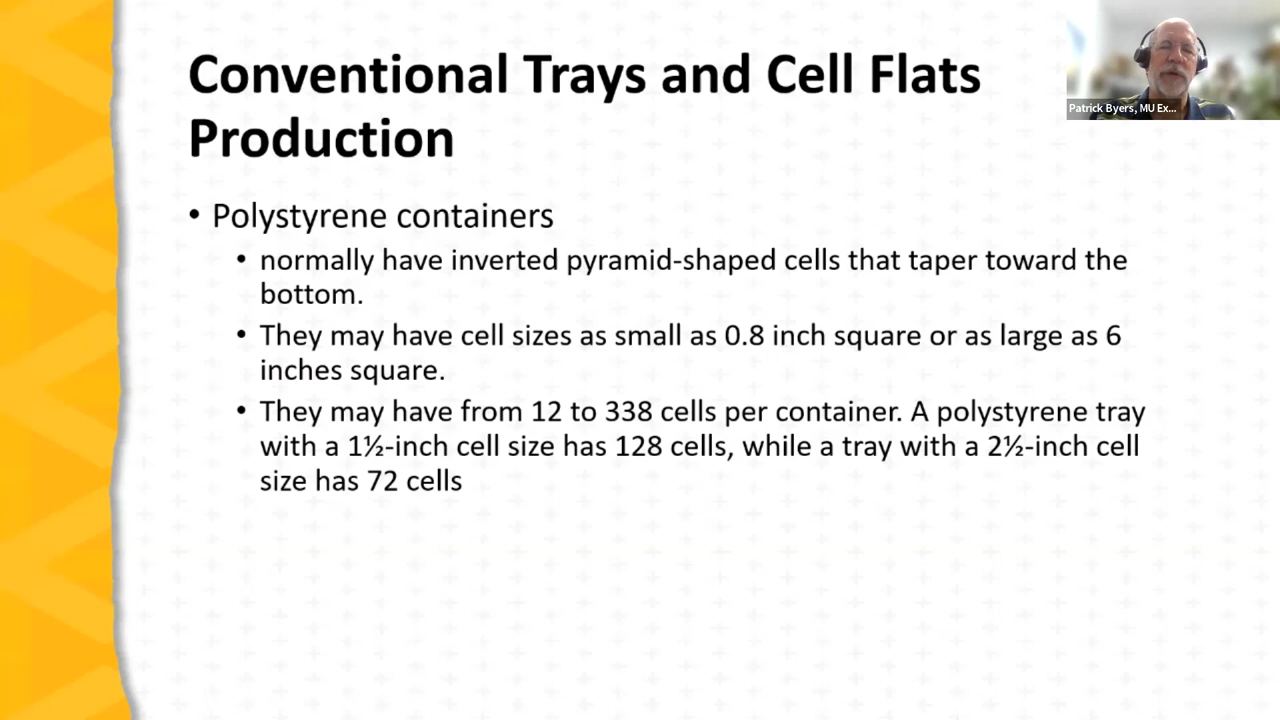 Conventional Trays and Cell Flats
Production
Patrick Byers, MU Ex...
• Polystyrene containers
• normally have inverted pyramid-shaped cells that taper toward the
bottom.
• They may have cell sizes as small as 0.8 inch square or as large as 6
inches square.
• They may have from 12 to 338 cells per container. A polystyrene tray
with a 1½-inch cell size has 128 cells, while a tray with a 2½-inch cell
size has 72 cells